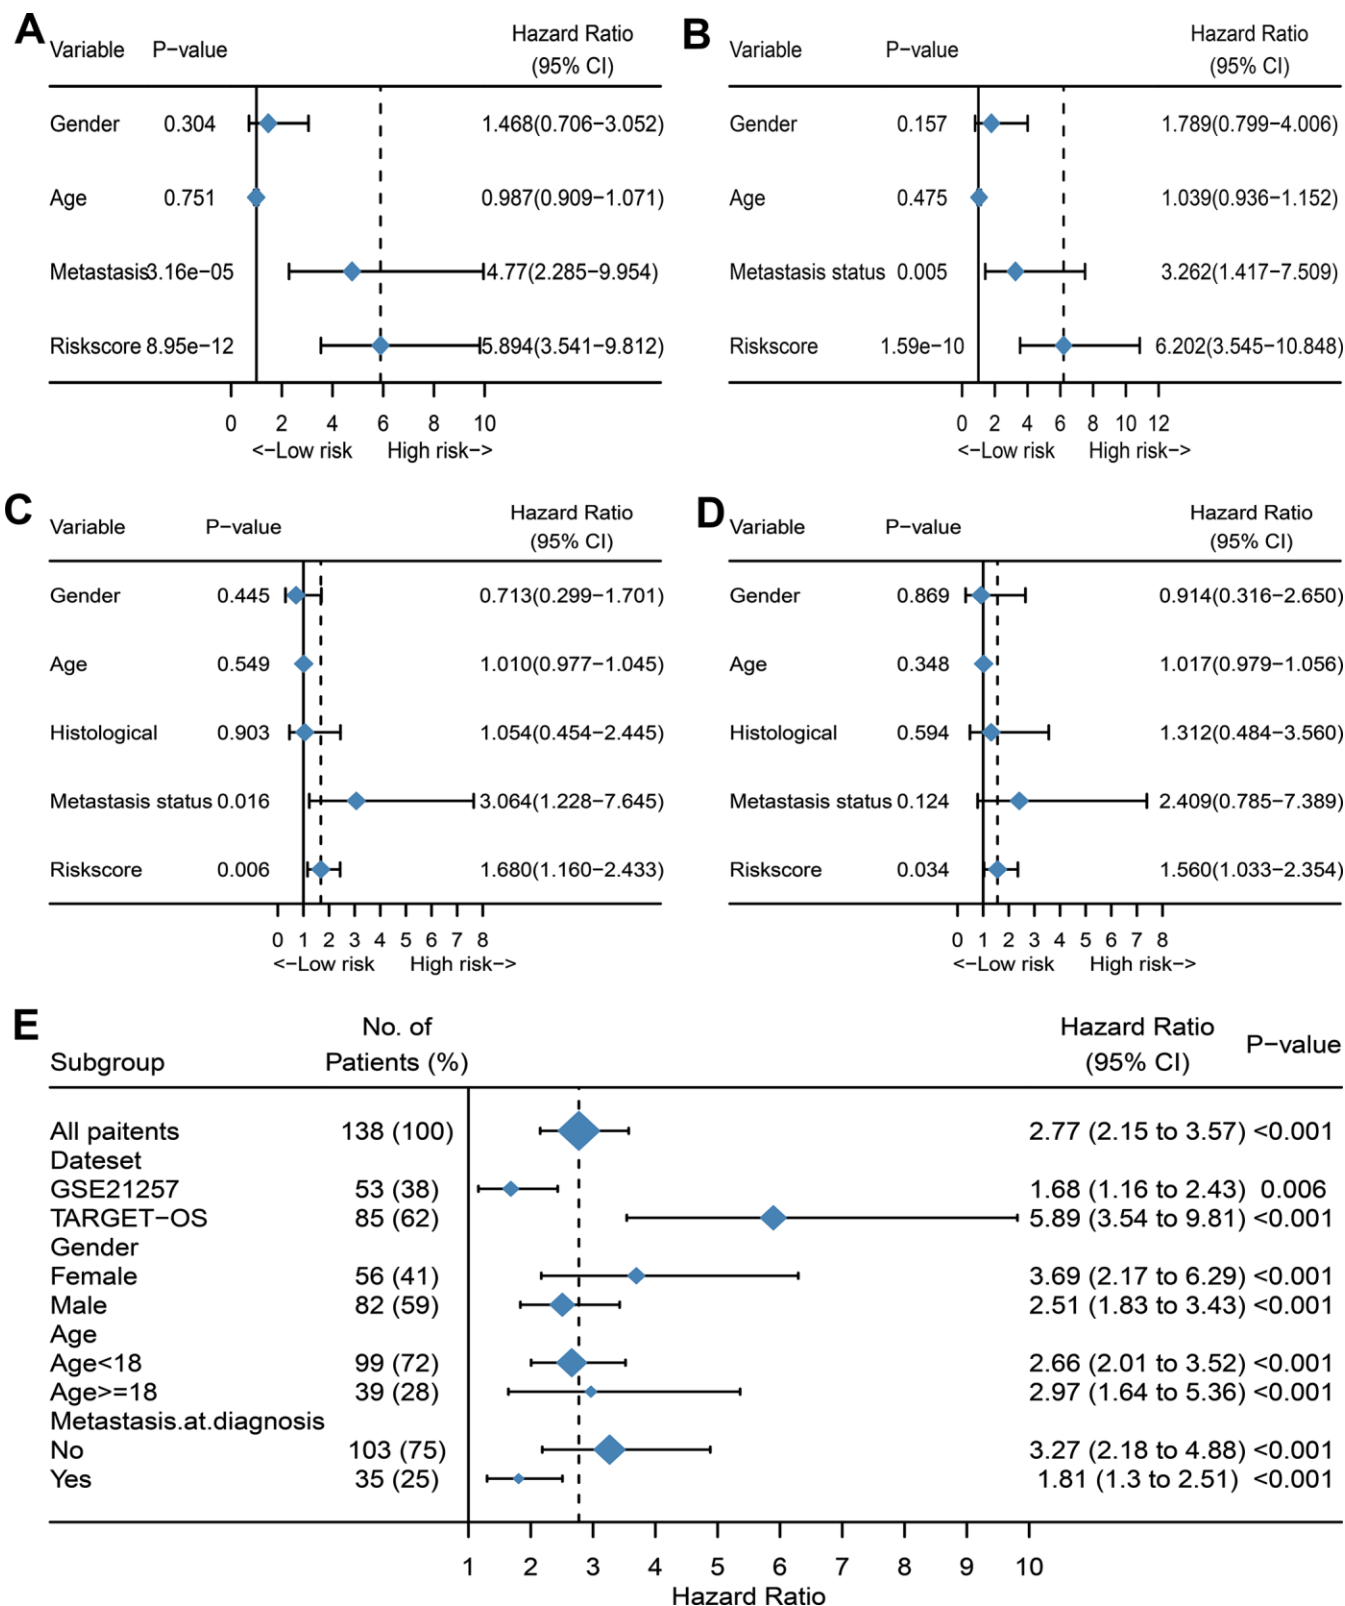 A
Variable P−value Hazard Ratio
(95% CI)
Gender 0.304 1.468(0.706−3.052)
Age 0.751 0.987(0.909−1.071)
Metastasis3.16e−05 4.77(2.285−9.954)
Riskscore 8.95e−12 5.894(3.541−9.812)
0 2 4 6 8 10
<−Low risk High risk−>
B
Variable P−value Hazard Ratio
(95% CI)
Gender 0.157 1.789(0.799−4.006)
Age 0.475 1.039(0.936−1.152)
Metastasis status 0.005 3.262(1.417−7.509)
Riskscore 1.59e−10 6.202(3.545−10.848)
0 2 4 6 8 10 12
<−Low risk High risk−>
C
Variable P−value Hazard Ratio
(95% CI)
Gender 0.445 0.713(0.299−1.701)
Age 0.549 1.010(0.977−1.045)
Histological 0.903 1.054(0.454−2.445)
Metastasis status 0.016 3.064(1.228−7.645)
Riskscore 0.006 1.680(1.160−2.433)
0 1 2 3 4 5 6 7 8
<−Low risk High risk−>
D
Variable P−value Hazard Ratio
(95% CI)
Gender 0.869 0.914(0.316−2.650)
Age 0.348 1.017(0.979−1.056)
Histological 0.594 1.312(0.484−3.560)
Metastasis status 0.124 2.409(0.785−7.389)
Riskscore 0.034 1.560(1.033−2.354)
0 1 2 3 4 5 6 7 8
<−Low risk High risk−>
E
Subgroup No. of Patients (%) Hazard Ratio (95% CI) P−value
All paitents 138 (100) 2.77 (2.15 to 3.57) <0.001
Dateset
GSE21257 53 (38) 1.68 (1.16 to 2.43) 0.006
TARGET−OS 85 (62) 5.89 (3.54 to 9.81) <0.001
Gender
Female 56 (41) 3.69 (2.17 to 6.29) <0.001
Male 82 (59) 2.51 (1.83 to 3.43) <0.001
Age
Age<18 99 (72) 2.66 (2.01 to 3.52) <0.001
Age>=18 39 (28) 2.97 (1.64 to 5.36) <0.001
Metastasis.at.diagnosis
No 103 (75) 3.27 (2.18 to 4.88) <0.001
Yes 35 (25) 1.81 (1.3 to 2.51) <0.001
1 2 3 4 5 6 7 8 9 10
Hazard Ratio